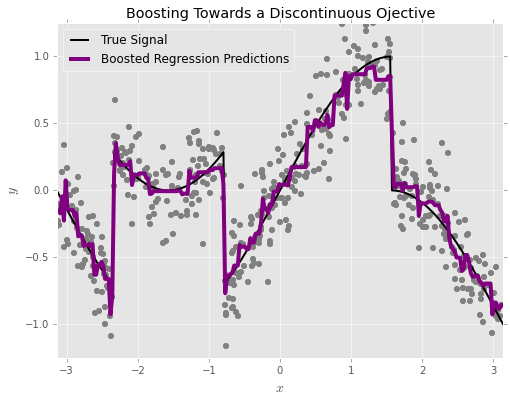 Boosting Towards a Discontinuous Ojective
True Signal
Boosted Regression Predictions
1.0
0.5
0.0
−0.5
−1.0
y
−3 −2 −1 0 1 2 3
x